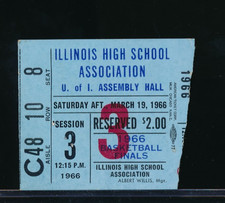 ILLINOIS HIGH SCHOOL
ASSOCIATION
U. of I. ASSEMBLY HALL
SATURDAY AFT. MARCH 19, 1966
SESSION
3
12:15 P.M.
1966
RESERVED $2.00
3
1966
BASKETBALL
FINALS
ILLINOIS HIGH SCHOOL
ASSOCIATION
ALBERT WILLIS, Mgr.
C48 10 8
AISLE ROW SEAT
1966